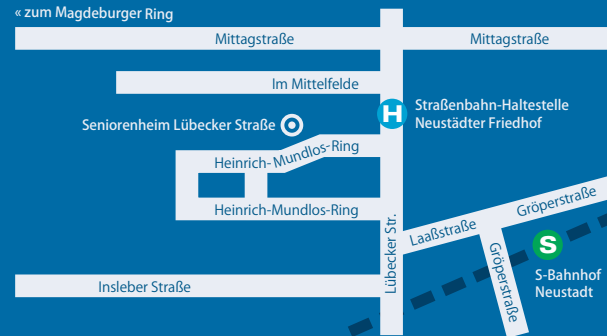 « zum Magdeburger Ring
Mittagstraße
Mittagstraße
Im Mittelfelde
H
Straßenbahn-Haltestelle
Neustädter Friedhof
Seniorenheim Lübecker Straße
Heinrich-Mundlos-Ring
Heinrich-Mundlos-Ring
Lübecker Str.
Laaßstraße
Gröperstraße
Gröperstraße
S
S-Bahnhof
Neustadt
Insleber Straße